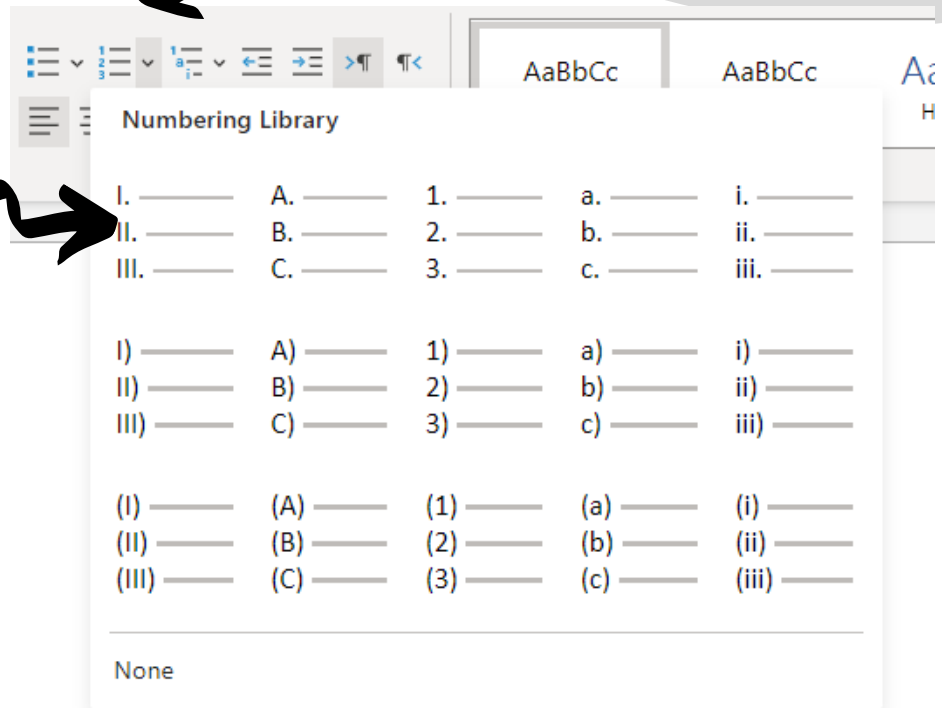 AaBbCc AaBbCc
Numbering Library
I. A. 1. a. i.
II. B. 2. b. ii.
III. C. 3. c. iii.
I) A) 1) a) i)
II) B) 2) b) ii)
III) C) 3) c) iii)
(I) (A) (1) (a) (i)
(II) (B) (2) (b) (ii)
(III) (C) (3) (c) (iii)
None